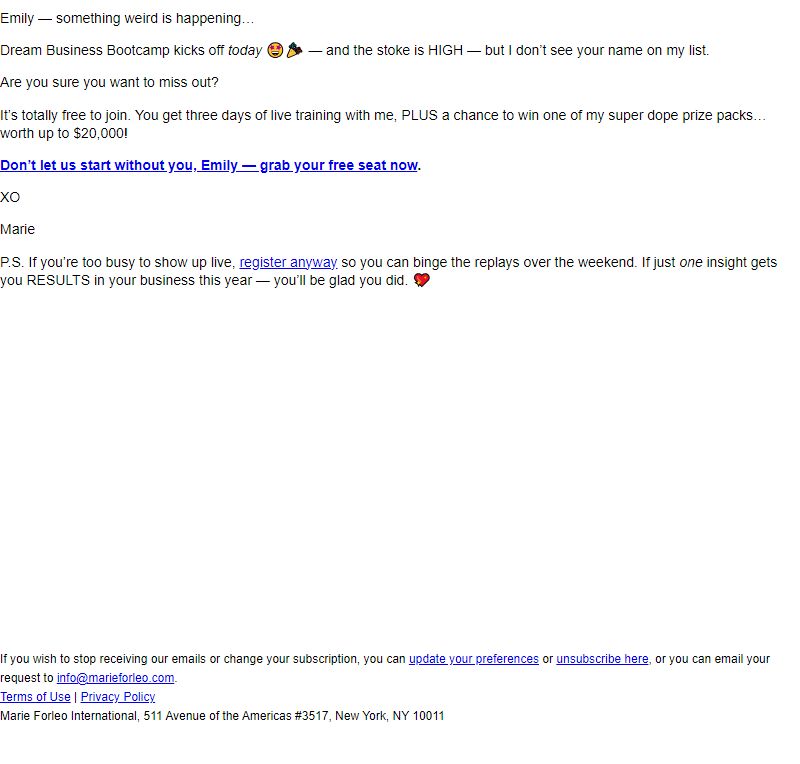 Emily — something weird is happening…
Dream Business Bootcamp kicks off today 🤩🎉 — and the stoke is HIGH — but I don’t see your name on my list.
Are you sure you want to miss out?
It’s totally free to join. You get three days of live training with me, PLUS a chance to win one of my super dope prize packs…
worth up to $20,000!
Don’t let us start without you, Emily — grab your free seat now.
XO
Marie
P.S. If you’re too busy to show up live, register anyway so you can binge the replays over the weekend. If just one insight gets
you RESULTS in your business this year — you’ll be glad you did. 💝
If you wish to stop receiving our emails or change your subscription, you can update your preferences or unsubscribe here, or you can email your
request to info@marieforleo.com.
Terms of Use | Privacy Policy
Marie Forleo International, 511 Avenue of the Americas #3517, New York, NY 10011